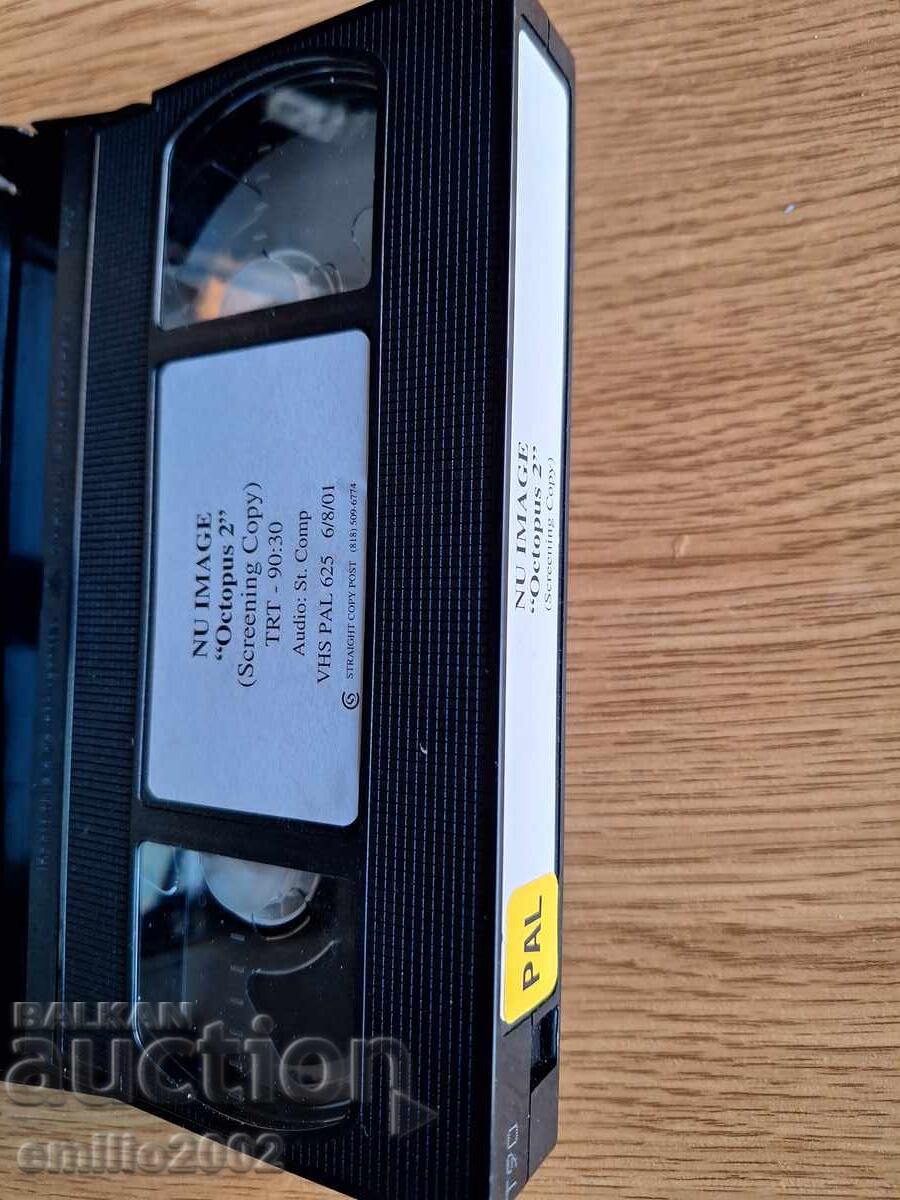 NU IMAGE
“Octopus 2”
(Screening Copy)
TRT - 90:30
Audio: St. Comp
VHS PAL 625 6/8/01
STRAIGHT COPY POST (818) 509-6774
NU IMAGE
“Octopus 2”
(Screening Copy)
PAL
BALKAN
auction
emilio2002